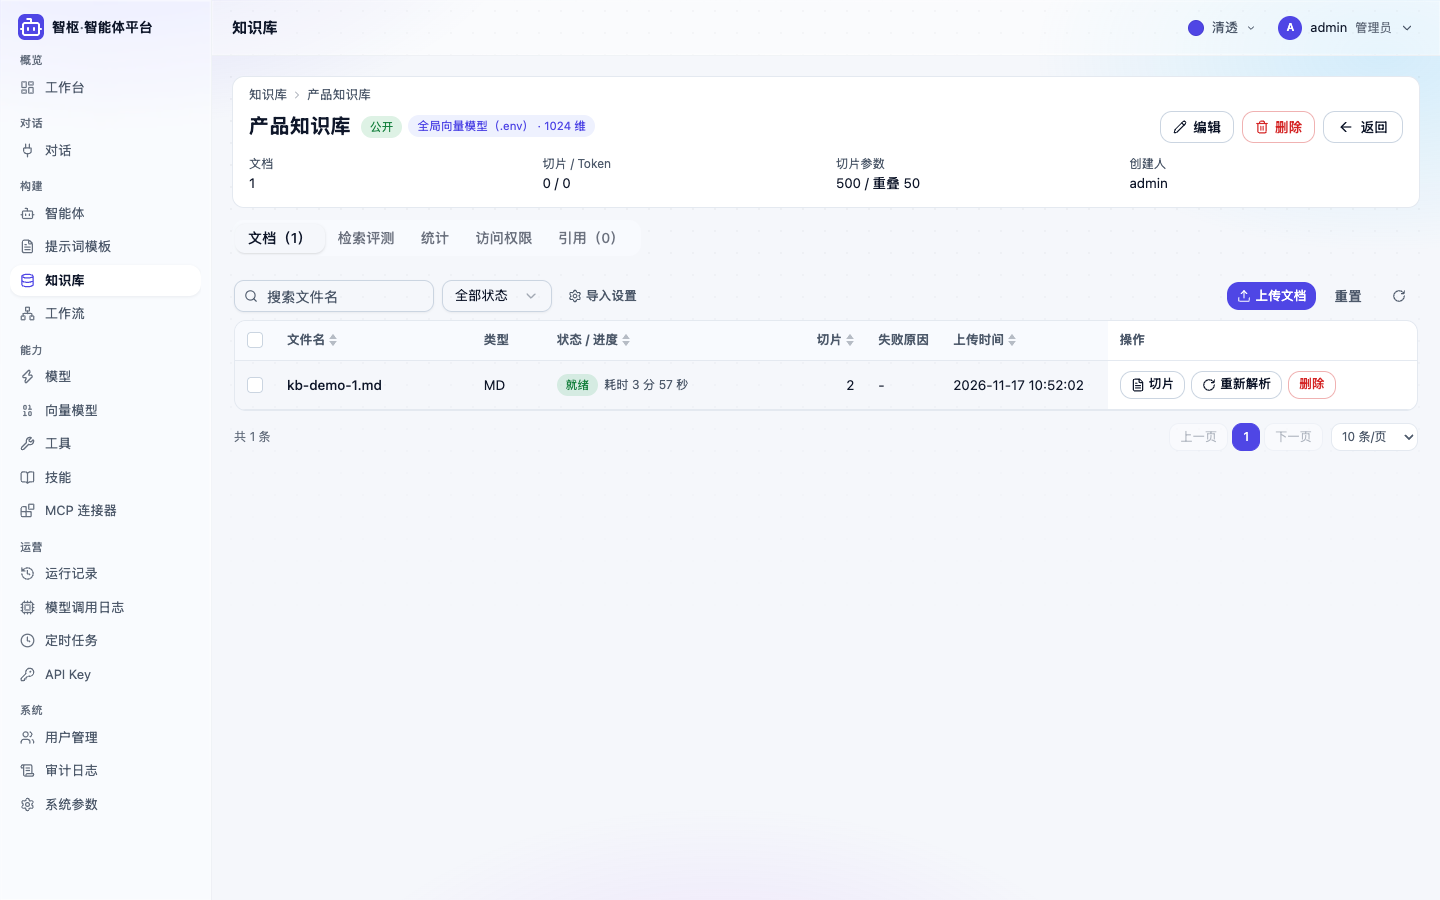 智枢·智能体平台
概览
工作台
对话
对话
构建
智能体
提示词模板
知识库
工作流
能力
模型
向量模型
工具
技能
MCP 连接器
运营
运行记录
模型调用日志
定时任务
API Key
系统
用户管理
审计日志
系统参数
知识库
清透
A admin 管理员
知识库 > 产品知识库
产品知识库 公开 全局向量模型（.env） · 1024 维
编辑 删除 返回
文档 切片 / Token 切片参数 创建人
1 0 / 0 500 / 重叠 50 admin
文档（1） 检索评测 统计 访问权限 引用（0）
搜索文件名 全部状态 导入设置 上传文档 重置
文件名 类型 状态 / 进度 切片 失败原因 上传时间 操作
kb-demo-1.md MD 就绪 耗时 3 分 57 秒 2 - 2026-11-17 10:52:02 切片 重新解析 删除
共 1 条 上一页 1 下一页 10 条/页